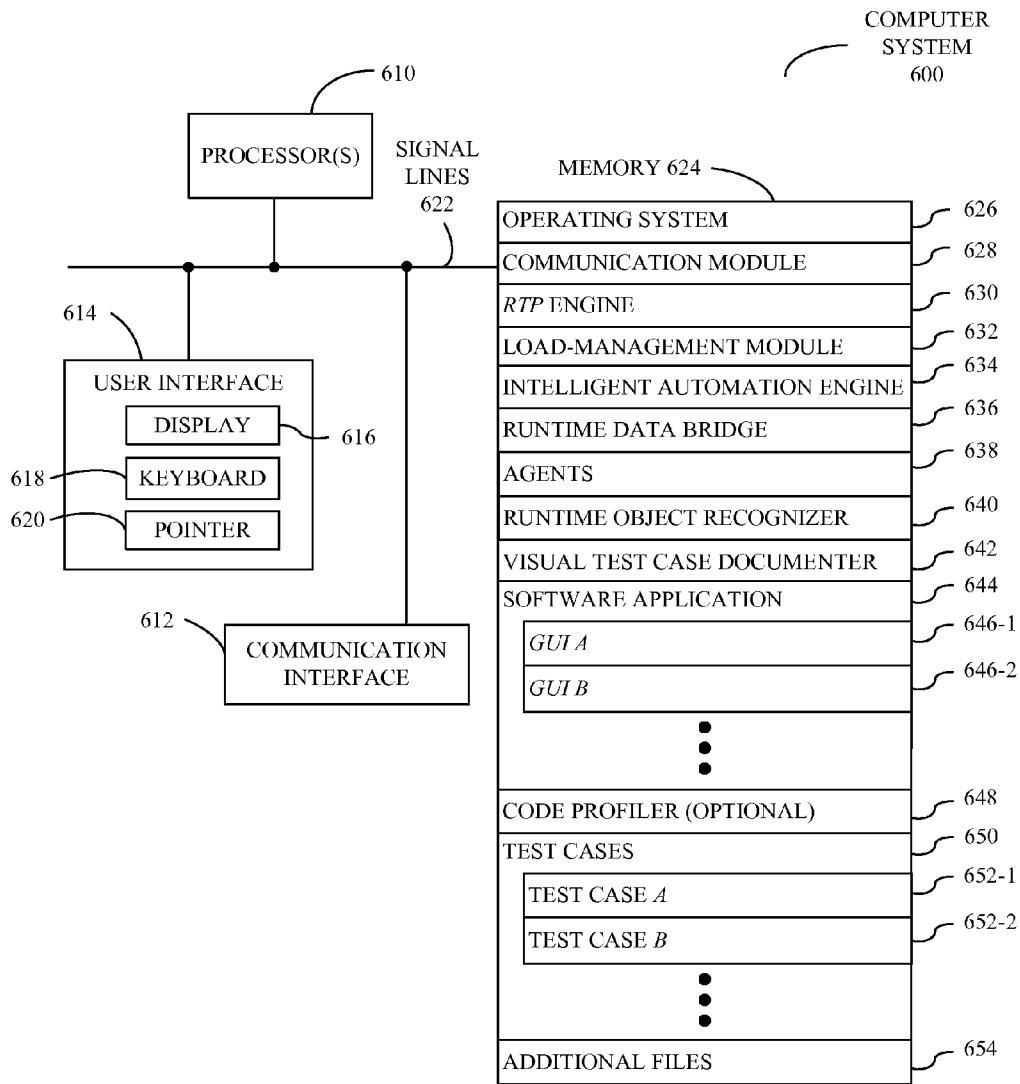 COMPUTER
SYSTEM
600
610
PROCESSOR(S)
SIGNAL
LINES
622
MEMORY 624
OPERATING SYSTEM
626
COMMUNICATION MODULE
628
RTP ENGINE
630
LOAD-MANAGEMENT MODULE
632
INTELLIGENT AUTOMATION ENGINE
634
RUNTIME DATA BRIDGE
636
AGENTS
638
RUNTIME OBJECT RECOGNIZER
640
VISUAL TEST CASE DOCUMENTER
642
SOFTWARE APPLICATION
644
GUI A
646-1
GUI B
646-2
CODE PROFILER (OPTIONAL)
648
TEST CASES
650
TEST CASE A
652-1
TEST CASE B
652-2
ADDITIONAL FILES
654
614
USER INTERFACE
DISPLAY
616
618
KEYBOARD
620
POINTER
612
COMMUNICATION
INTERFACE